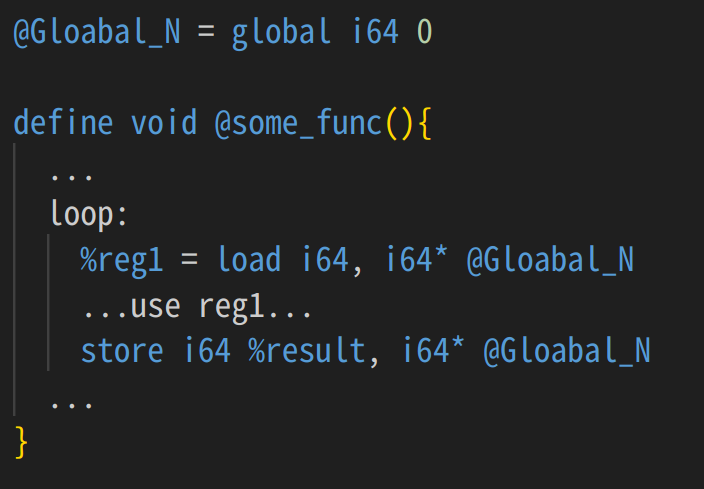 @Gloabal_N = global i64 0
define void @some_func(){
...
loop:
%reg1 = load i64, i64* @Gloabal_N
...use reg1...
store i64 %result, i64* @Gloabal_N
...
}